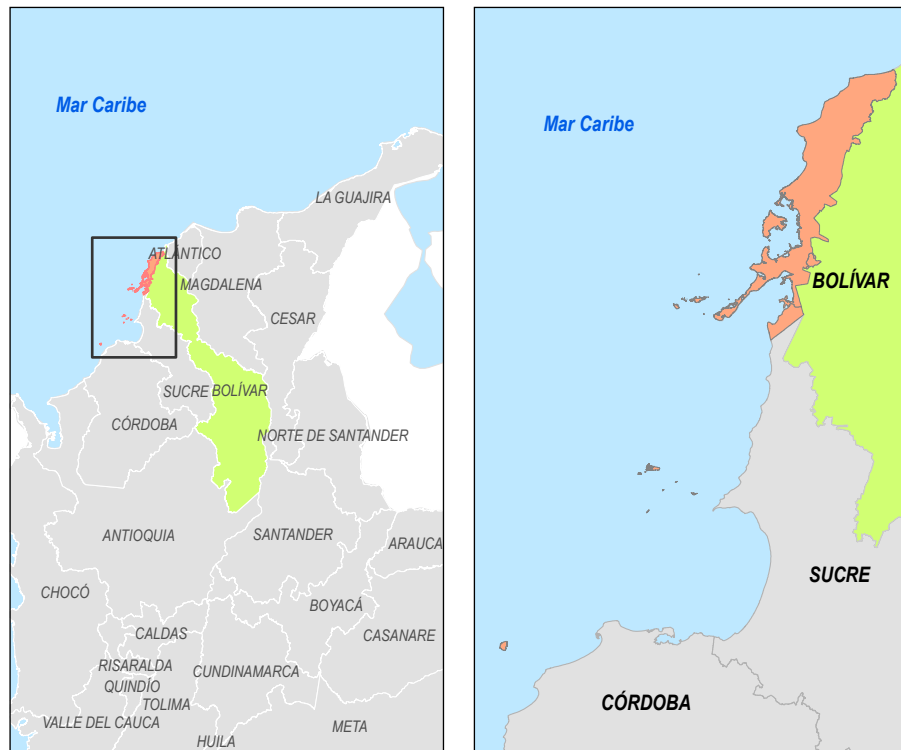 Mar Caribe
LA GUAJIRA
ATLÁNTICO
MAGDALENA
CESAR
SUCRE
BOLÍVAR
CÓRDOBA
NORTE DE SANTANDER
ANTIOQUIA
SANTANDER
ARAUCA
CHOCÓ
BOYACÁ
CALDAS
CASANARE
RISARALDA
CUNDINAMARCA
QUINDÍO
TOLIMA
VALLE DEL CAUCA
META
HUILA
Mar Caribe
BOLÍVAR
SUCRE
CÓRDOBA